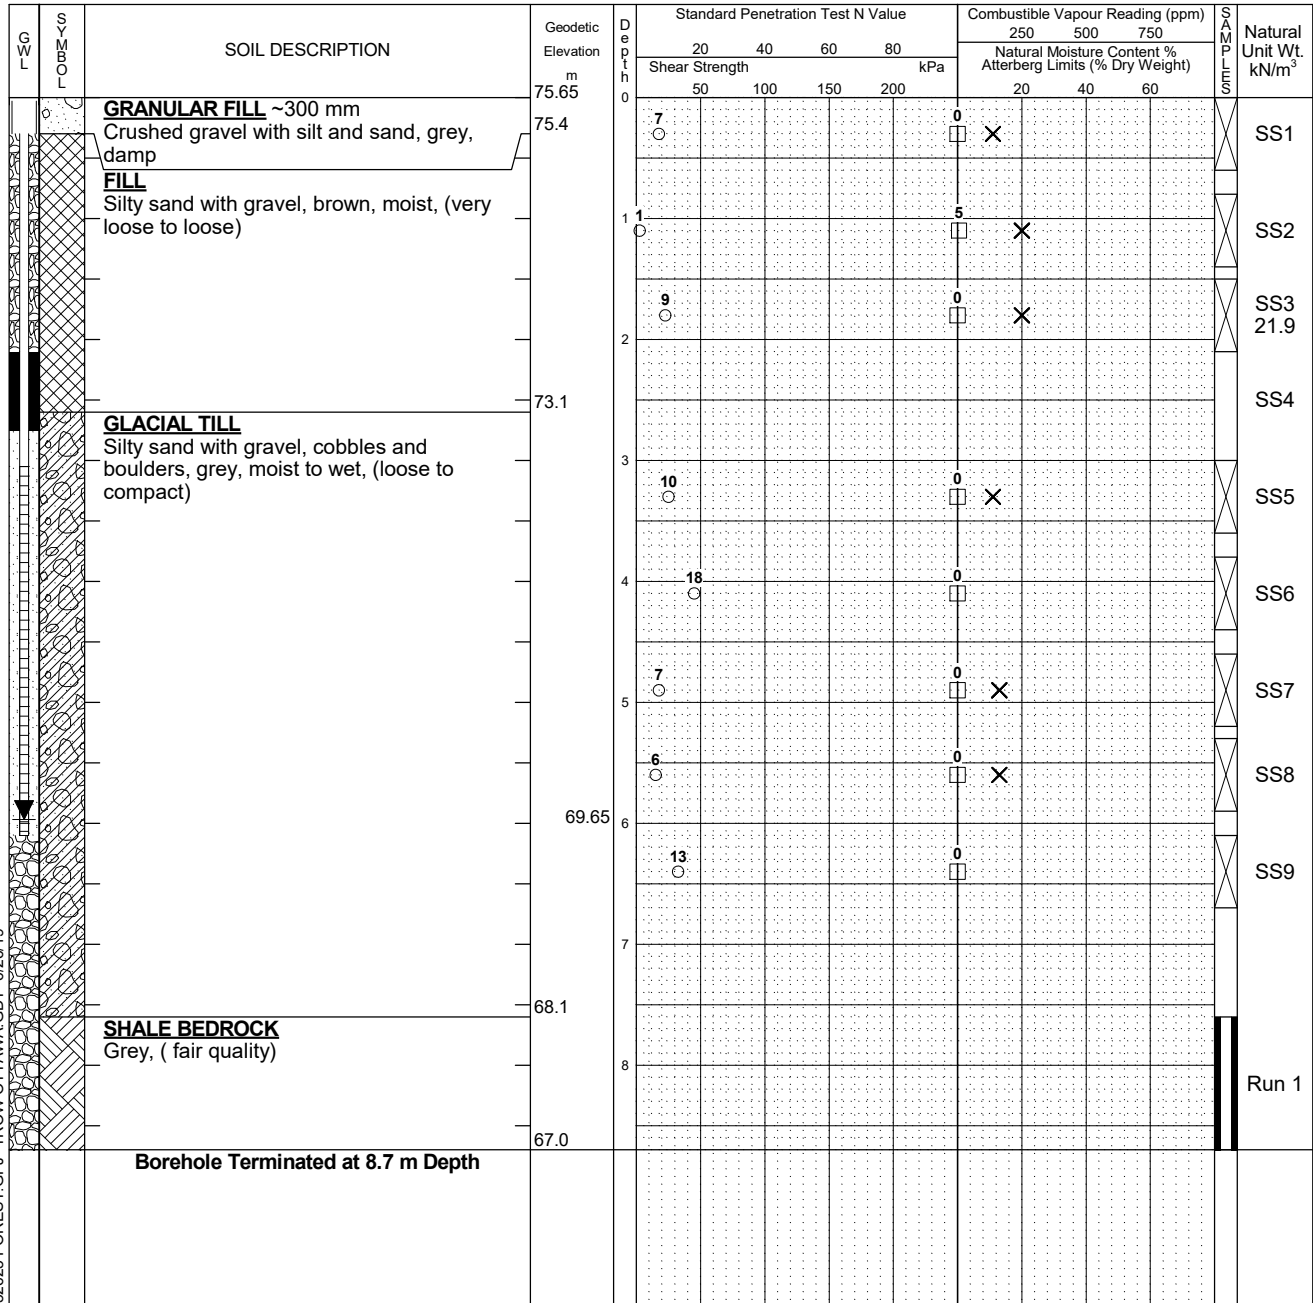 GWL
SYMBOL
SOIL DESCRIPTION
Geodetic
Elevation
m
75.65
Depth
Standard Penetration Test N Value
20 40 60 80
Shear Strength kPa
50 100 150 200
Combustible Vapour Reading (ppm)
250 500 750
Natural Moisture Content %
Atterberg Limits (% Dry Weight)
20 40 60
SAMPLES
Natural
Unit Wt.
kN/m³
0
GRANULAR FILL ~300 mm
Crushed gravel with silt and sand, grey,
damp
75.4
7
0
SS1
FILL
Silty sand with gravel, brown, moist, (very
loose to loose)
1
1
5
SS2
9
0
SS3
21.9
2
73.1
SS4
GLACIAL TILL
Silty sand with gravel, cobbles and
boulders, grey, moist to wet, (loose to
compact)
3
10
0
SS5
4
18
0
SS6
7
0
SS7
5
6
0
SS8
69.65
6
13
0
SS9
7
68.1
SHALE BEDROCK
Grey, ( fair quality)
8
Run 1
67.0
Borehole Terminated at 8.7 m Depth